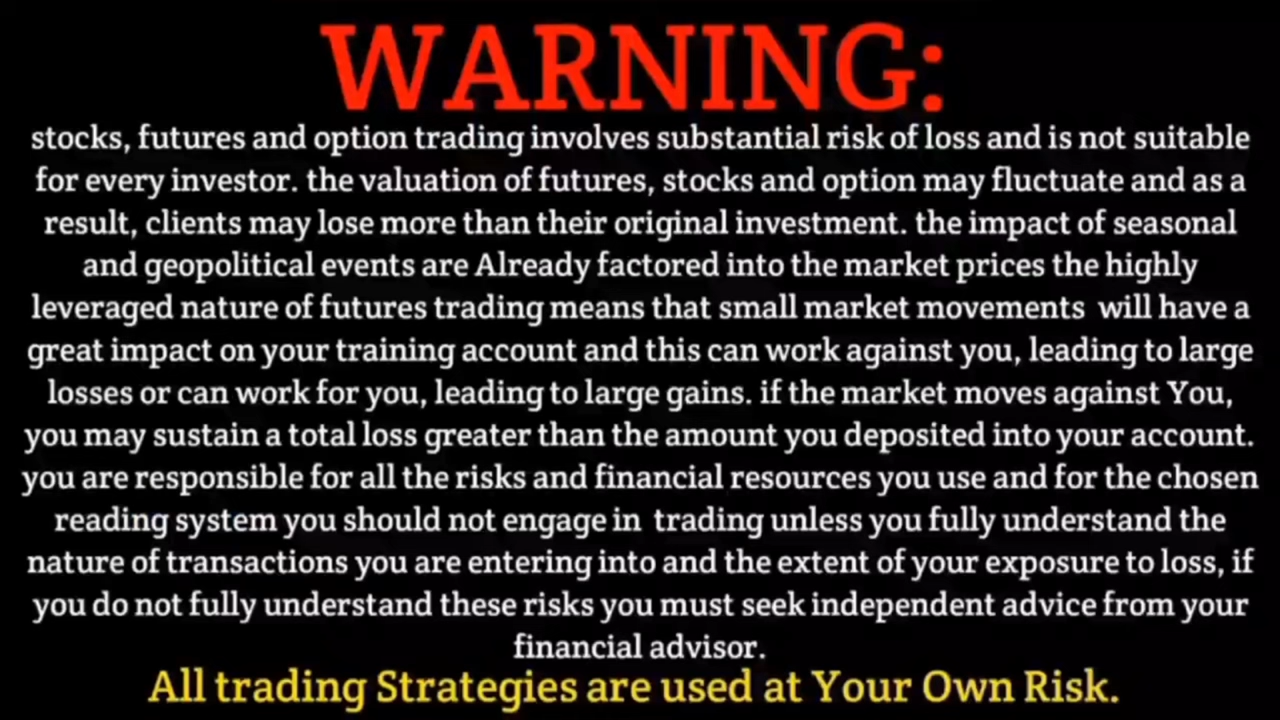 WARNING:
stocks, futures and option trading involves substantial risk of loss and is not suitable
for every investor. the valuation of futures, stocks and option may fluctuate and as a
result, clients may lose more than their original investment. the impact of seasonal
and geopolitical events are Already factored into the market prices the highly
leveraged nature of futures trading means that small market movements will have a
great impact on your training account and this can work against you, leading to large
losses or can work for you, leading to large gains. if the market moves against You,
you may sustain a total loss greater than the amount you deposited into your account.
you are responsible for all the risks and financial resources you use and for the chosen
reading system you should not engage in trading unless you fully understand the
nature of transactions you are entering into and the extent of your exposure to loss, if
you do not fully understand these risks you must seek independent advice from your
financial advisor.
All trading Strategies are used at Your Own Risk.